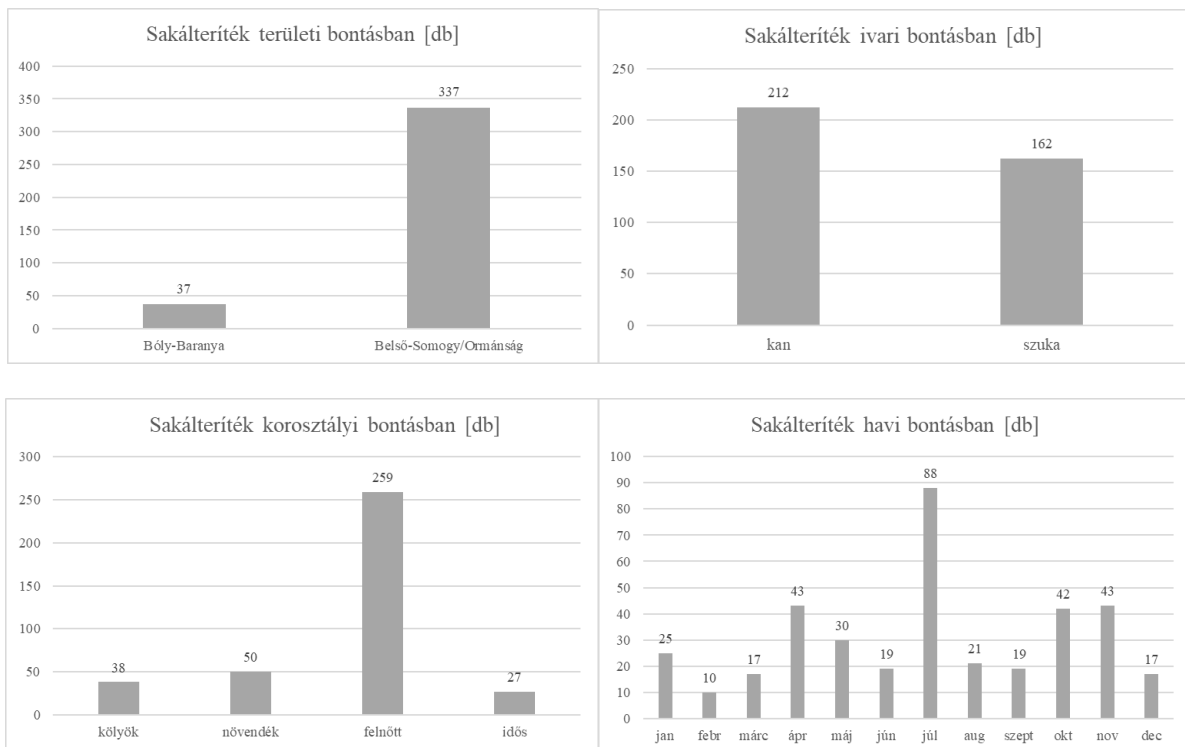 Sakálteríték területi bontásban [db]
400
350
300
250
200
150
100
50
0
37
337
Bóly-Baranya
Belső-Somogy/Ormánság
Sakálteríték ivari bontásban [db]
250
200
150
100
50
0
212
162
kan
szuka
Sakálteríték korosztályi bontásban [db]
300
250
200
150
100
50
0
38
50
259
27
kölyök
növendék
felnőtt
idős
Sakálteríték havi bontásban [db]
100
90
80
70
60
50
40
30
20
10
0
25
10
17
43
30
19
88
21
19
42
43
17
jan
febr
márc
ápr
máj
jún
júl
aug
szept
okt
nov
dec